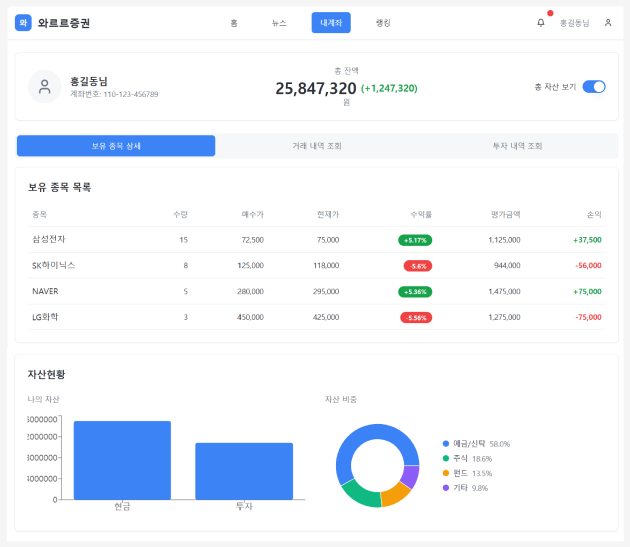 와 와르르증권 홈 뉴스 내계좌 랭킹 홍길동님
홍길동님
계좌번호: 110-123-456789
총 잔액
25,847,320 (+1,247,320)
원
총 자산 보기
보유 종목 상세 거래 내역 조회 투자 내역 조회
보유 종목 목록
종목 수량 매수가 현재가 수익률 평가금액 손익
삼성전자 15 72,500 75,000 +5.17% 1,125,000 +37,500
SK하이닉스 8 125,000 118,000 -5.6% 944,000 -56,000
NAVER 5 280,000 295,000 +5.36% 1,475,000 +75,000
LG화학 3 450,000 425,000 -5.56% 1,275,000 -75,000
자산현황
나의 자산
000000
2000000
000000
4000000
0
현금 투자
자산 비중
예금/신탁 58.0%
주식 18.6%
펀드 13.5%
기타 9.8%